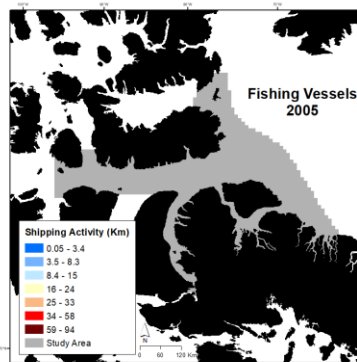 Fishing Vessels
2005
Shipping Activity (Km)
0.05 - 3.4
3.5 - 8.3
8.4 - 15
16 - 24
25 - 33
34 - 58
59 - 94
Study Area
N
0 30 60 120 Km